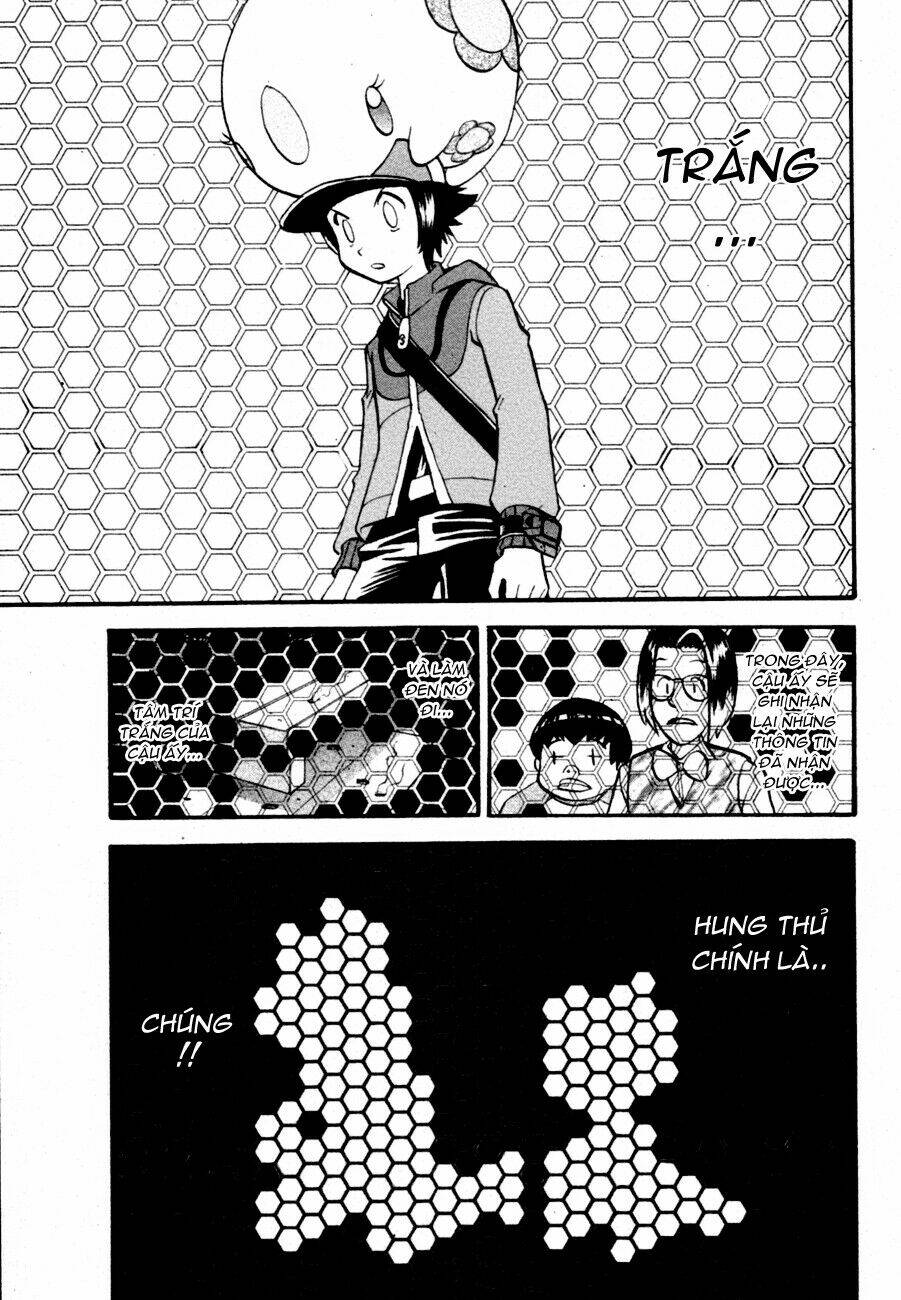 TRẮNG
...
TRONG ĐÂY,
CẬU ẤY SẼ
GHI NHẬN
LẠI NHỮNG
THÔNG TIN
ĐÃ NHẬN
ĐƯỢC...
VÀ LÀM
ĐEN NÓ
ĐI...
TÂM TRÍ
TRẮNG CỦA
CẬU ẤY...
HUNG THỦ
CHÍNH LÀ..
CHÚNG
!!